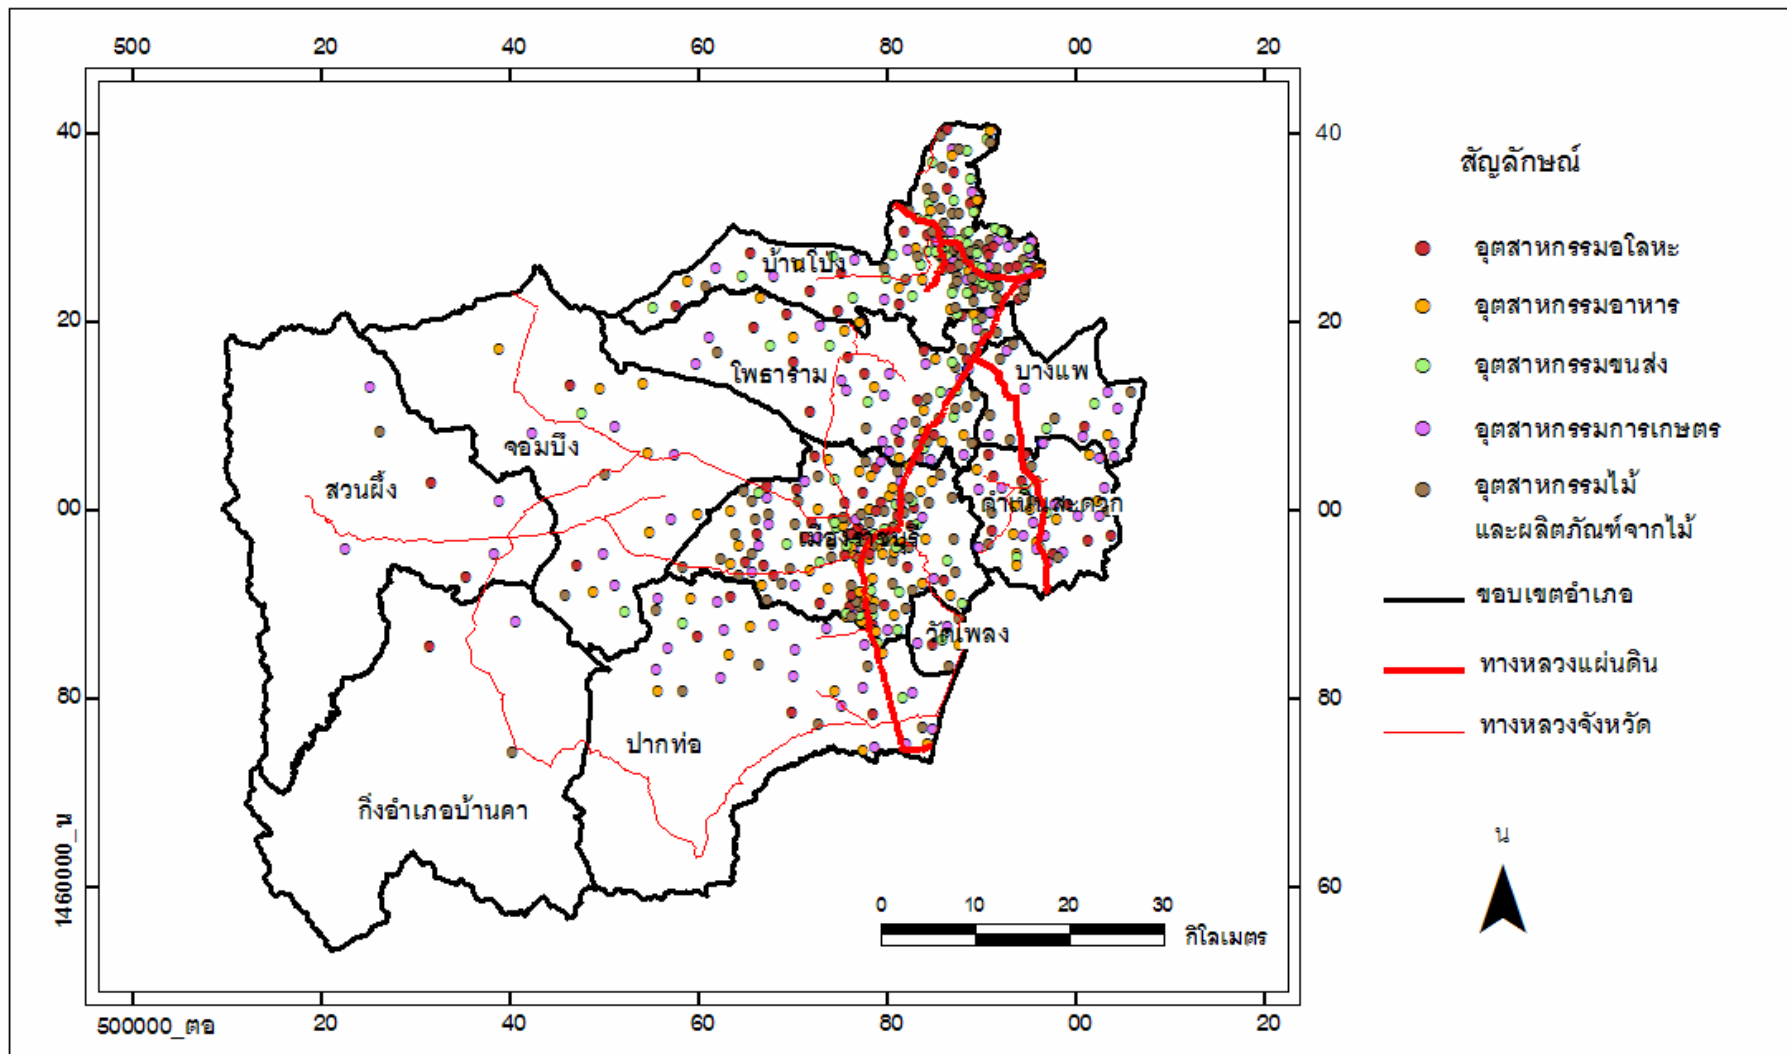 500 20 40 60 80 00 20
40 40
สัญลักษณ์
อุตสาหกรรมอโลหะ
บ้านโป่ง
อุตสาหกรรมอาหาร
20 20
โพธาราม
บางแพ
อุตสาหกรรมขนส่ง
อุตสาหกรรมการเกษตร
จอมบึง
สวนผึ้ง
อุตสาหกรรมไม้
และผลิตภัณฑ์จากไม้
00 00
ดำเนินสะดวก
เมืองราชบุรี
ขอบเขตอำเภอ
วัดเพลง
ทางหลวงแผ่นดิน
80 80
ทางหลวงจังหวัด
ปากท่อ
กิ่งอำเภอบ้านคา
น
1460000_น 60
0 10 20 30
กิโลเมตร
500000_ตอ 20 40 60 80 00 20